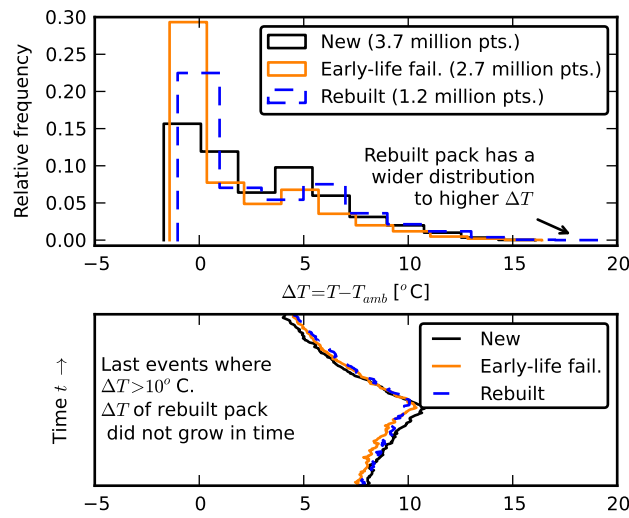 0.30
0.25
0.20
0.15
0.10
0.05
0.00
Relative frequency
New (3.7 million pts.)
Early-life fail. (2.7 million pts.)
Rebuilt (1.2 million pts.)
Rebuilt pack has a
wider distribution
to higher ΔT
−5 0 5 10 15 20
ΔT=T−T_amb [°C]
Time t →
Last events where
ΔT>10° C.
ΔT of rebuilt pack
did not grow in time
New
Early-life fail.
Rebuilt
−5 0 5 10 15 20